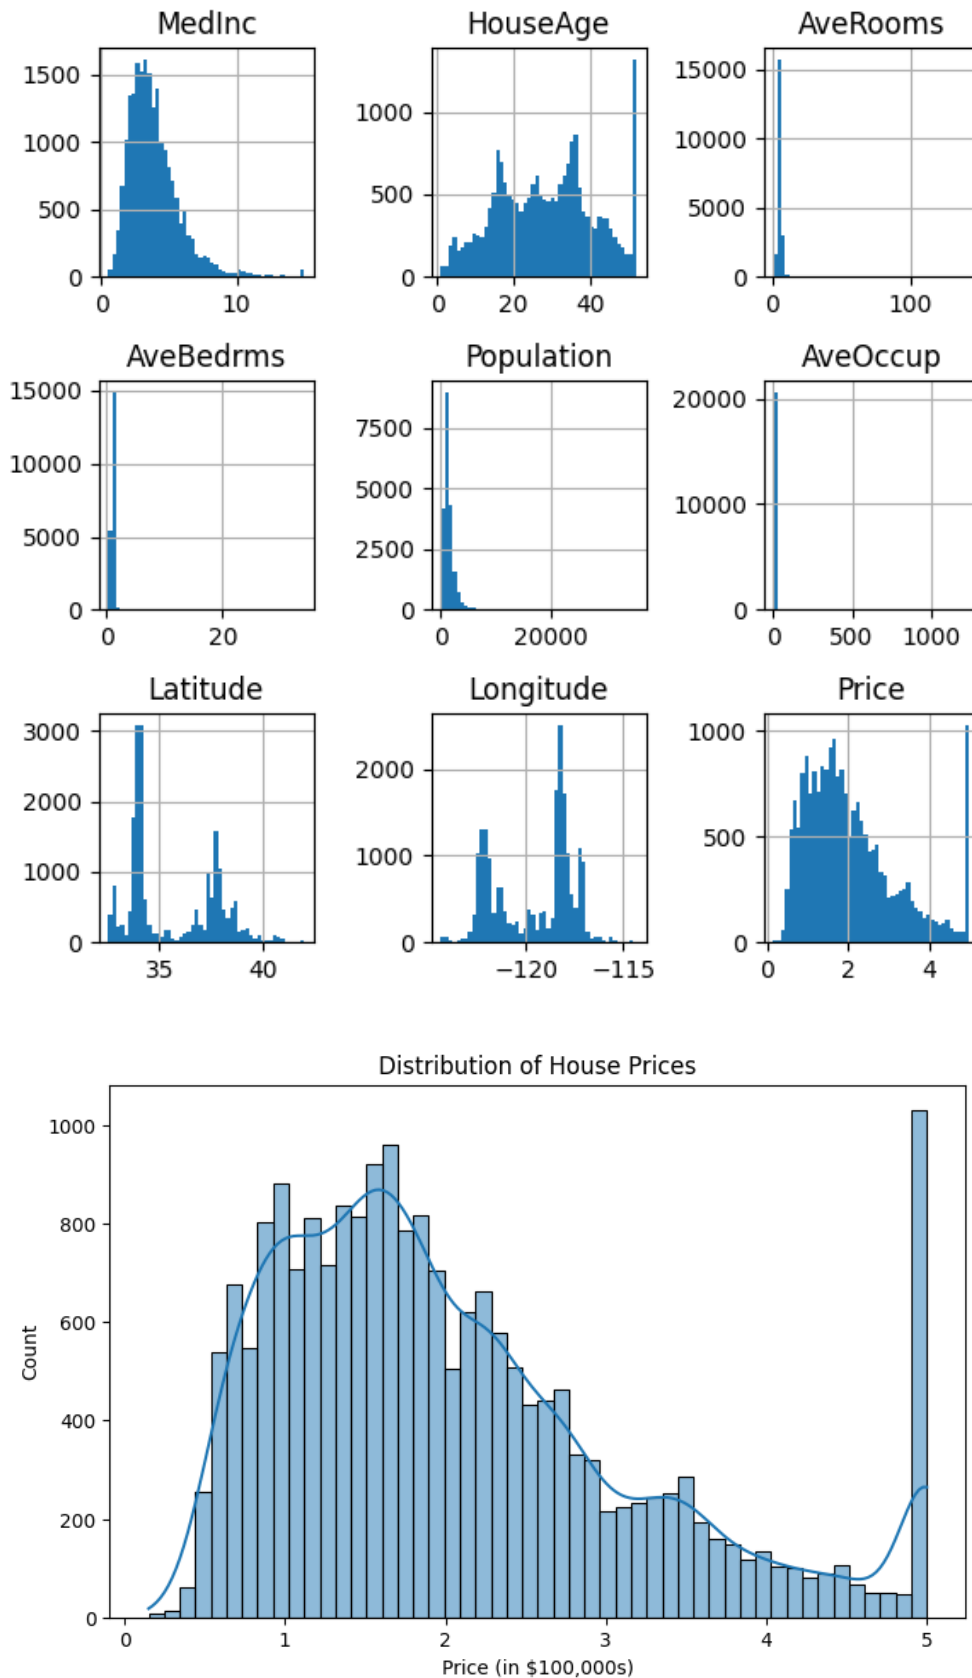 MedInc HouseAge AveRooms
1500 1000 500 0
0 10
1000 500 0
0 20 40
15000 10000 5000 0
0 100
AveBedrms Population AveOccup
15000 10000 5000 0
0 20
7500 5000 2500 0
0 20000
20000 10000 0
0 500 1000
Latitude Longitude Price
3000 2000 1000 0
35 40
2000 1000 0
−120 −115
1000 500 0
0 2 4
Distribution of House Prices
Count
1000
800
600
400
200
0
0 1 2 3 4 5
Price (in $100,000s)